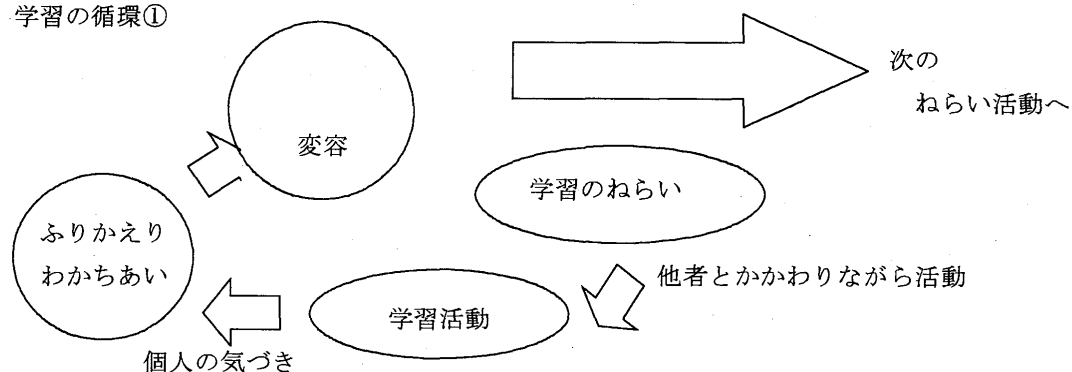 学習の循環①
次の
ねらい活動へ
変容
学習のねらい
ふりかえり
わかちあい
他者とかかわりながら活動
学習活動
個人の気づき